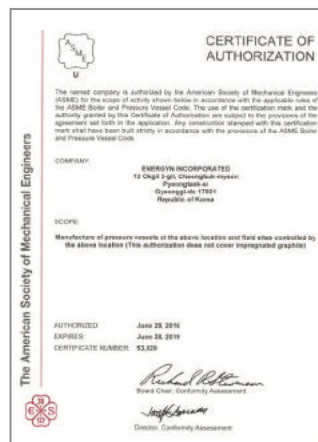 ASME
U
CERTIFICATE OF
AUTHORIZATION
The named company is authorized by the American Society of Mechanical Engineers
(ASME) for the scope of activity shown below in accordance with the applicable rules of
the ASME Boiler and Pressure Vessel Code. The use of the certification mark and the
authority granted by this Certificate of Authorization are subject to the provisions of the
agreement set forth in the application. Any construction stamped with this certification
mark shall have been built strictly in accordance with the provisions of the ASME Boiler
and Pressure Vessel Code.
COMPANY:
ENERGYN INCORPORATED
Cheongbuk-myeon
Pyeongtaek-si
Gyeonggi-do 17801
Republic of Korea
SCOPE:
Manufacture of pressure vessels at the above location and field sites controlled by
the above location (This authorization does not cover impregnated graphite)
AUTHORIZED: June 28, 2016
EXPIRES: June 28, 2019
CERTIFICATE NUMBER: 53,020
Board Chair, Conformity Assessment
Director, Conformity Assessment
The American Society of Mechanical Engineers